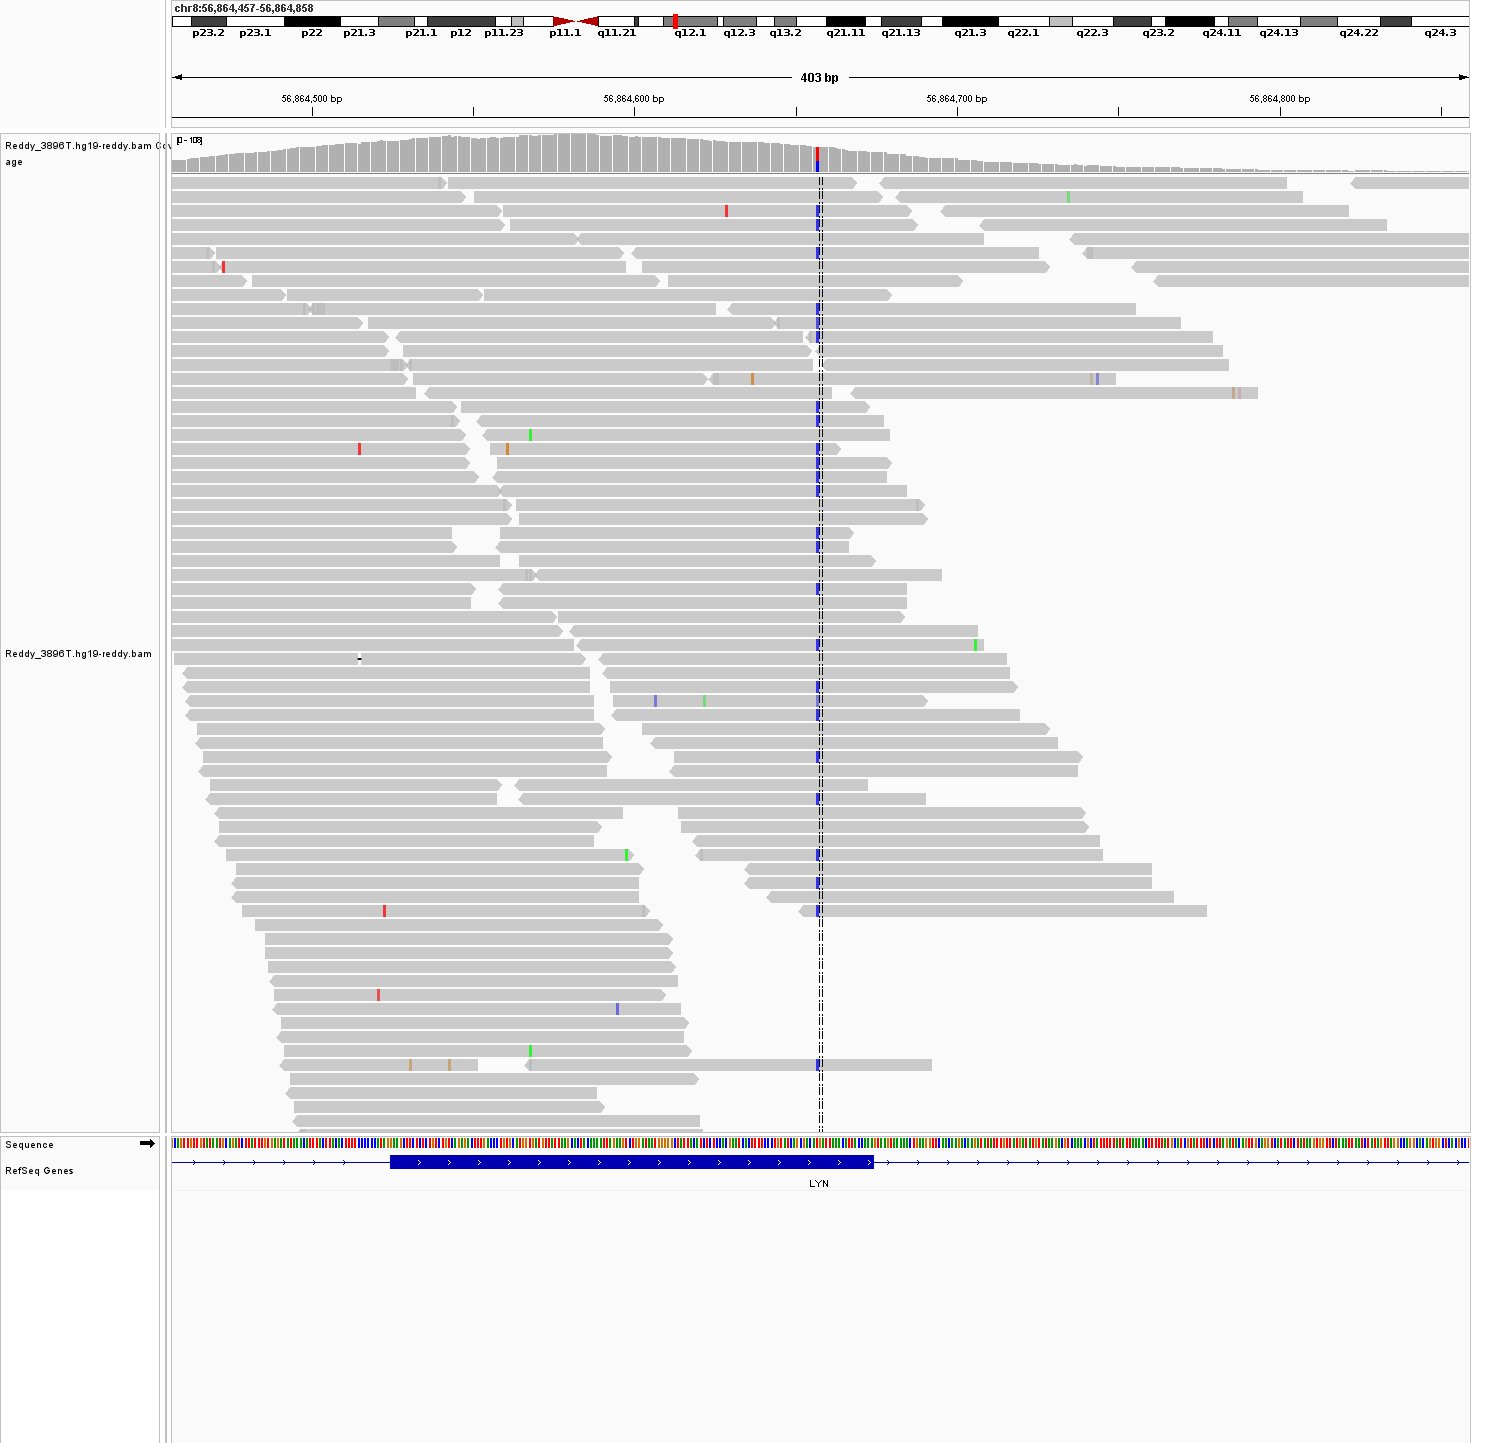 chr8:56,864,457-56,864,858
p23.2 p23.1 p22 p21.3 p21.1 p12 p11.23 p11.1 q11.21 q12.1 q12.3 q13.2 q21.11 q21.13 q21.3 q22.1 q22.3 q23.2 q24.11 q24.13 q24.22 q24.3
403 bp
56,864,500 bp 56,864,600 bp 56,864,700 bp 56,864,800 bp
[0 - 108]
Reddy_3896T.hg19-reddy.bam Cov
age
Reddy_3896T.hg19-reddy.bam
Sequence
RefSeq Genes
LYN